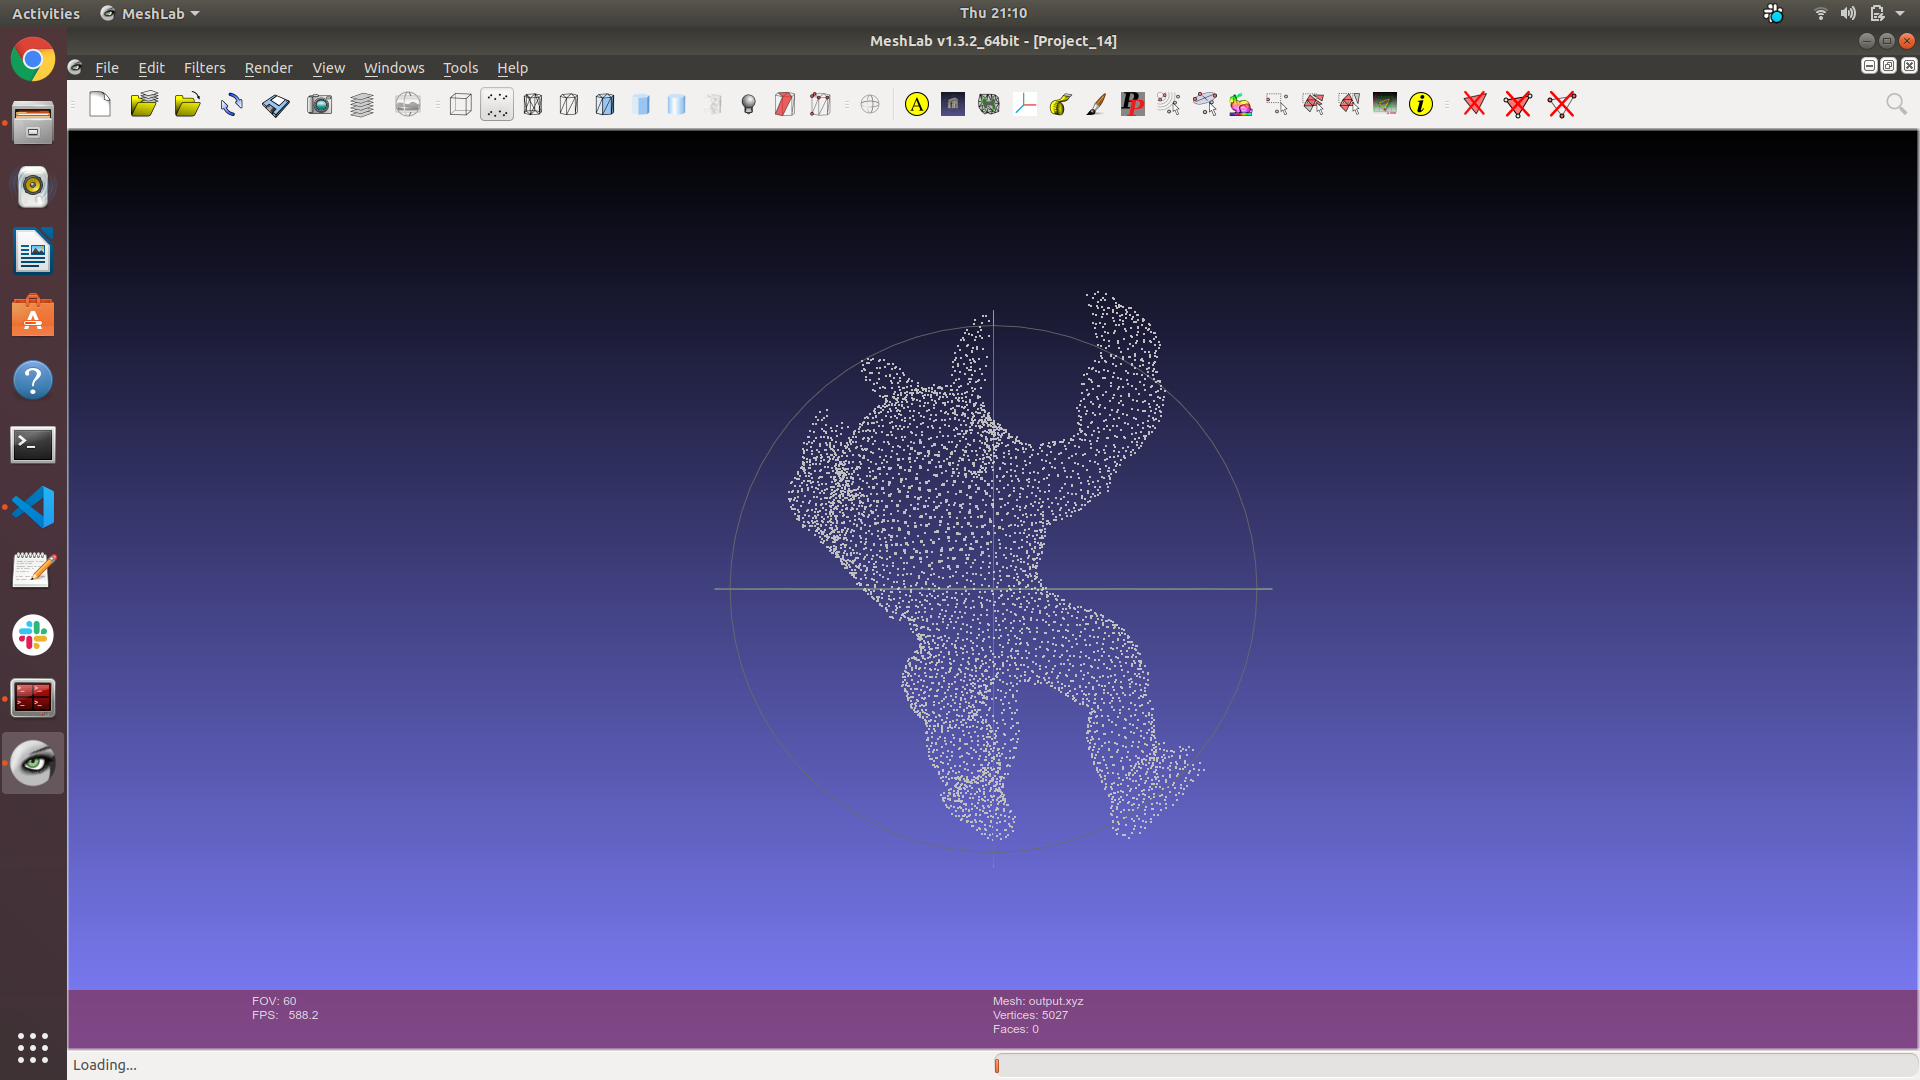 Activities MeshLab Thu 21:10
MeshLab v1.3.2_64bit - [Project_14]
File Edit Filters Render View Windows Tools Help
A PP i
FOV: 60
FPS: 588.2
Mesh: output.xyz
Vertices: 5027
Faces: 0
Loading...